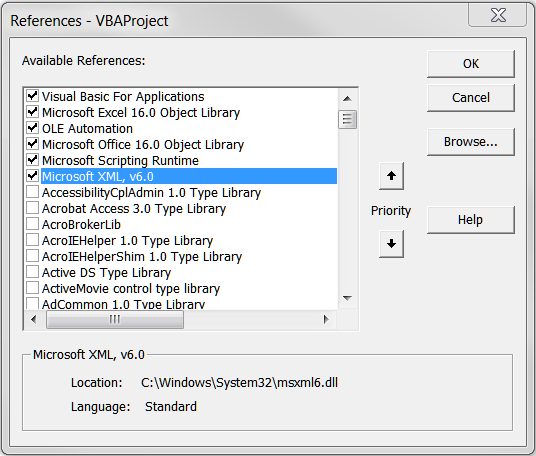 References - VBAProject
Available References:
Visual Basic For Applications
Microsoft Excel 16.0 Object Library
OLE Automation
Microsoft Office 16.0 Object Library
Microsoft Scripting Runtime
Microsoft XML, v6.0
AccessibilityCplAdmin 1.0 Type Library
Acrobat Access 3.0 Type Library
AcroBrokerLib
AcroIEHelper 1.0 Type Library
AcroIEHelperShim 1.0 Type Library
Active DS Type Library
ActiveMovie control type library
AdCommon 1.0 Type Library
OK
Cancel
Browse...
Priority
Help
Microsoft XML, v6.0
Location: C:\Windows\System32\msxml6.dll
Language: Standard